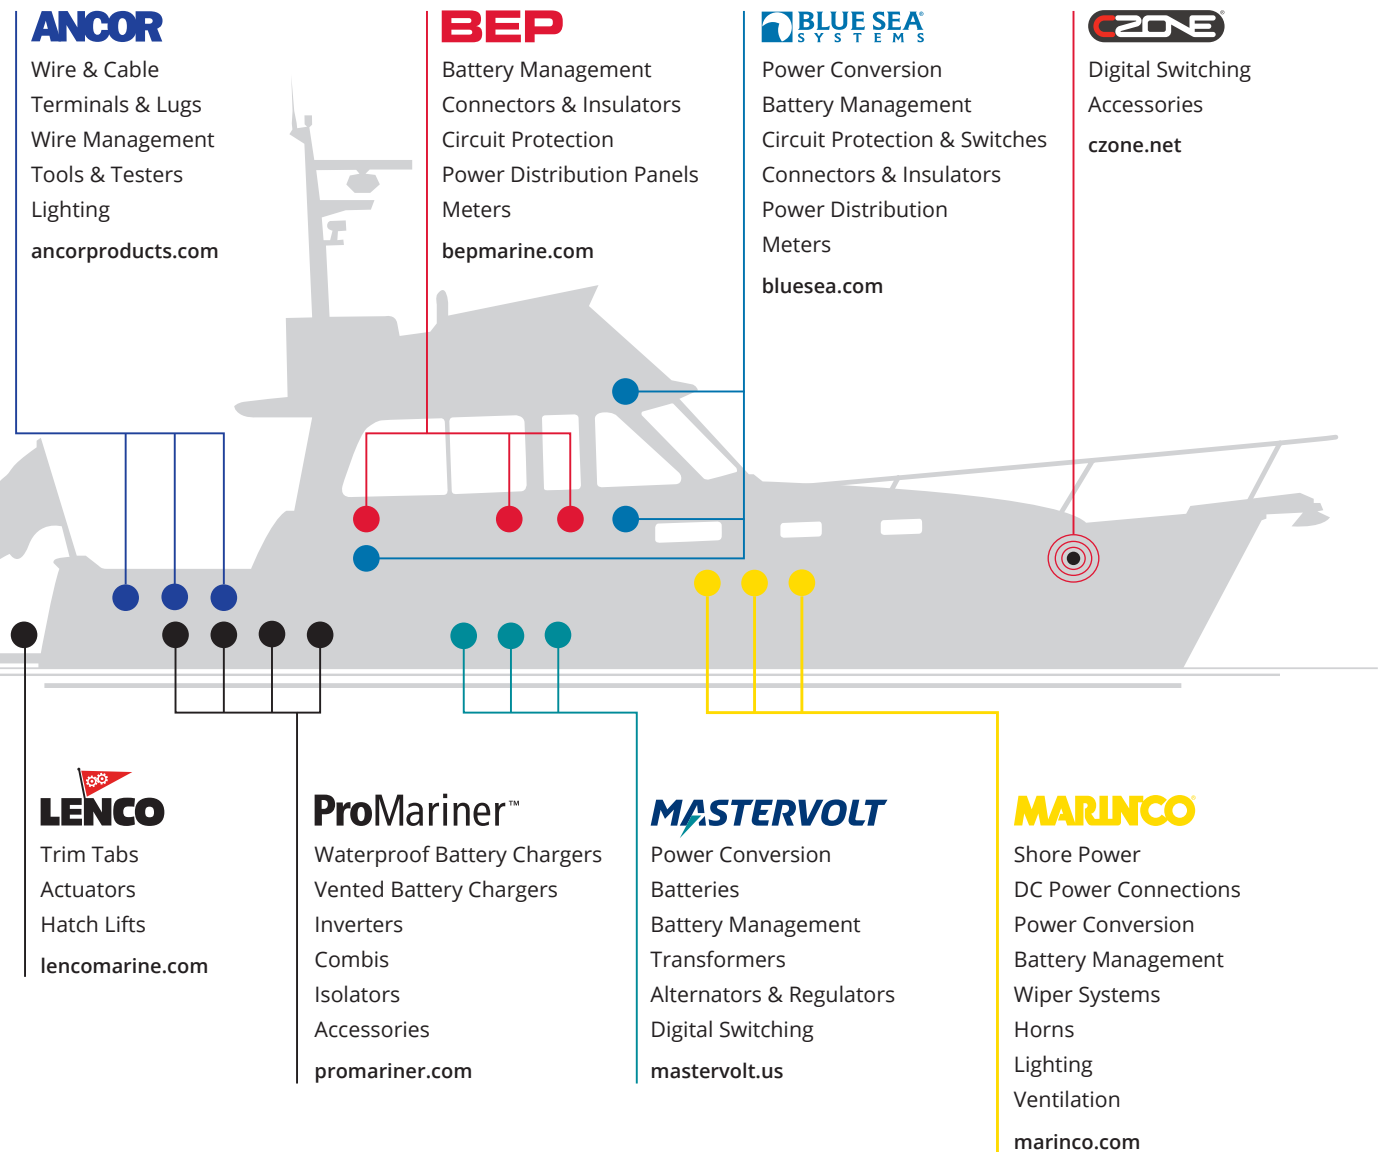 ANCOR
Wire & Cable
Terminals & Lugs
Wire Management
Tools & Testers
Lighting
ancorproducts.com
BEP
Battery Management
Connectors & Insulators
Circuit Protection
Power Distribution Panels
Meters
bepmarine.com
BLUE SEA®
SYSTEMS
Power Conversion
Battery Management
Circuit Protection & Switches
Connectors & Insulators
Power Distribution
Meters
bluesea.com
CZONE®
Digital Switching
Accessories
czone.net
LENCO
Trim Tabs
Actuators
Hatch Lifts
lencomarine.com
ProMariner™
Waterproof Battery Chargers
Vented Battery Chargers
Inverters
Combis
Isolators
Accessories
promariner.com
MASTERVOLT
Power Conversion
Batteries
Battery Management
Transformers
Alternators & Regulators
Digital Switching
mastervolt.us
MARINCO®
Shore Power
DC Power Connections
Power Conversion
Battery Management
Wiper Systems
Horns
Lighting
Ventilation
marinco.com